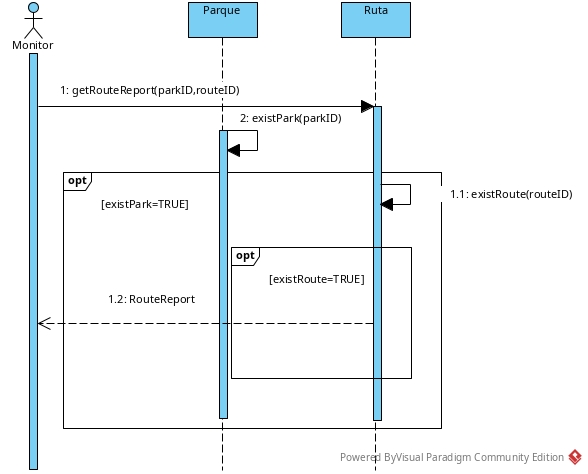 Parque
Ruta
Monitor
1: getRouteReport(parkID,routeID)
2: existPark(parkID)
opt
1.1: existRoute(routeID)
[existPark=TRUE]
opt
[existRoute=TRUE]
1.2: RouteReport
Powered ByVisual Paradigm Community Edition